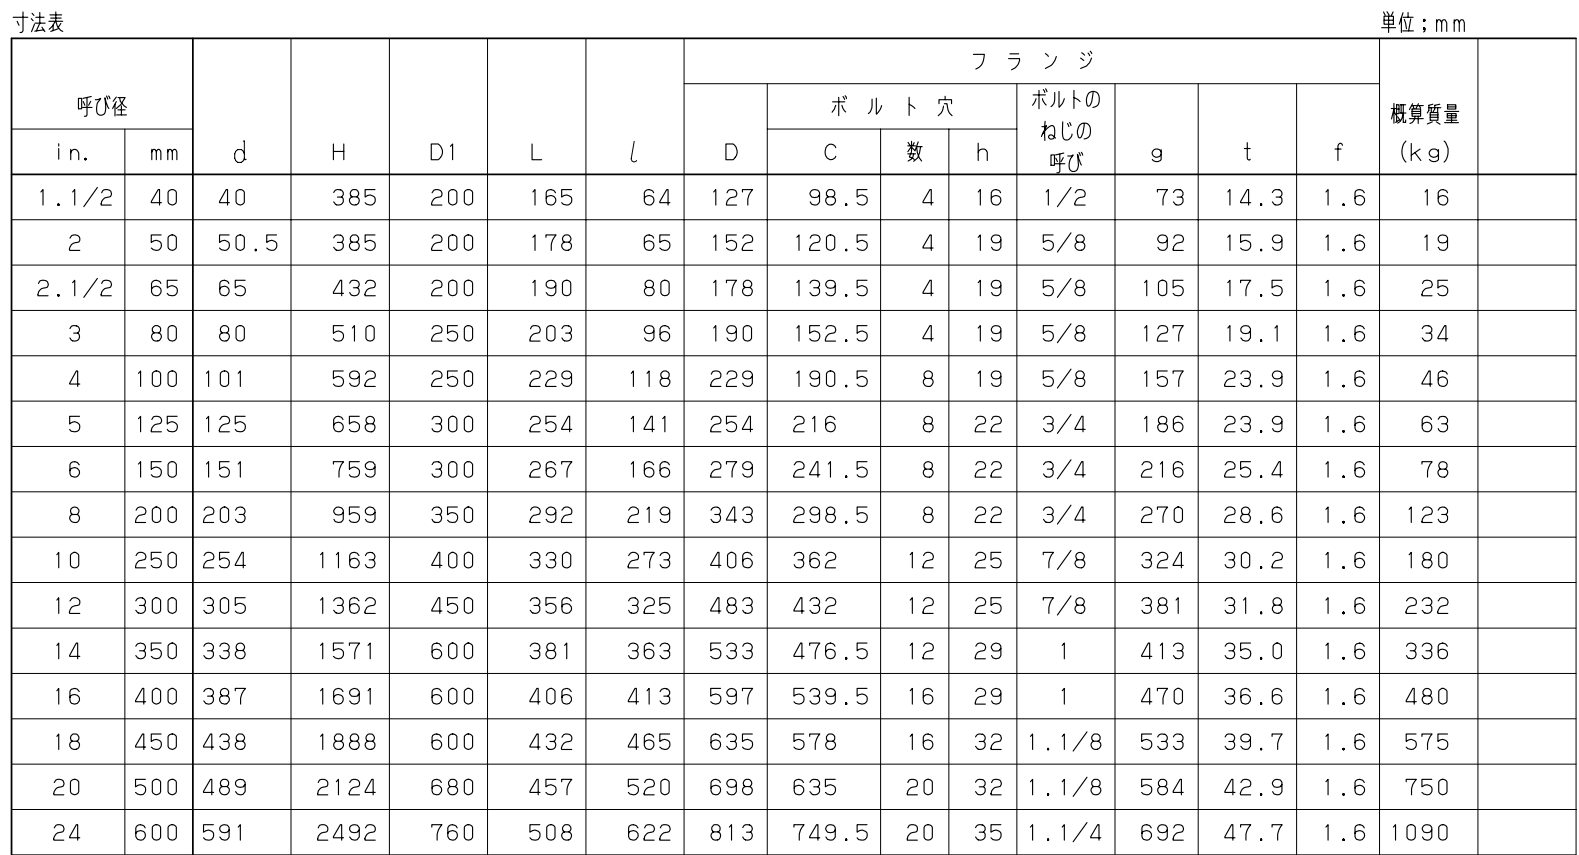 寸法表 単位;mm
フランジ
呼び径 ボルト穴 ボルトのねじの呼び 概算質量
in. mm d H D1 L l D C 数 h g t f (kg)
1.1/2 40 40 385 200 165 64 127 98.5 4 16 1/2 73 14.3 1.6 16
2 50 50.5 385 200 178 65 152 120.5 4 19 5/8 92 15.9 1.6 19
2.1/2 65 65 432 200 190 80 178 139.5 4 19 5/8 105 17.5 1.6 25
3 80 80 510 250 203 96 190 152.5 4 19 5/8 127 19.1 1.6 34
4 100 101 592 250 229 118 229 190.5 8 19 5/8 157 23.9 1.6 46
5 125 125 658 300 254 141 254 216 8 22 3/4 186 23.9 1.6 63
6 150 151 759 300 267 166 279 241.5 8 22 3/4 216 25.4 1.6 78
8 200 203 959 350 292 219 343 298.5 8 22 3/4 270 28.6 1.6 123
10 250 254 1163 400 330 273 406 362 12 25 7/8 324 30.2 1.6 180
12 300 305 1362 450 356 325 483 432 12 25 7/8 381 31.8 1.6 232
14 350 338 1571 600 381 363 533 476.5 12 29 1 413 35.0 1.6 336
16 400 387 1691 600 406 413 597 539.5 16 29 1 470 36.6 1.6 480
18 450 438 1888 600 432 465 635 578 16 32 1.1/8 533 39.7 1.6 575
20 500 489 2124 680 457 520 698 635 20 32 1.1/8 584 42.9 1.6 750
24 600 591 2492 760 508 622 813 749.5 20 35 1.1/4 692 47.7 1.6 1090